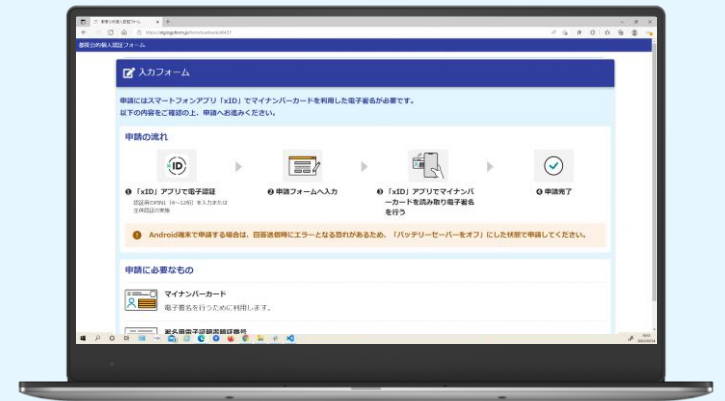 入力フォーム
申請にはスマートフォンアプリ「xID」でマイナンバーカードを利用した電子署名が必要です。
以下の内容をご確認の上、申請へお進みください。
申請の流れ
ID
❶「xID」アプリで電子認証
❷ 申請フォームへ入力
❸「xID」アプリでマイナンバ
ーカードを読み取り電子署名
を行う
❹ 申請完了
Android端末で申請する場合は、回答送信時にエラーとなる恐れがあるため、「バッテリーセーバーをオフ」にした状態で申請してください。
申請に必要なもの
マイナンバーカード
電子署名を行うために利用します。